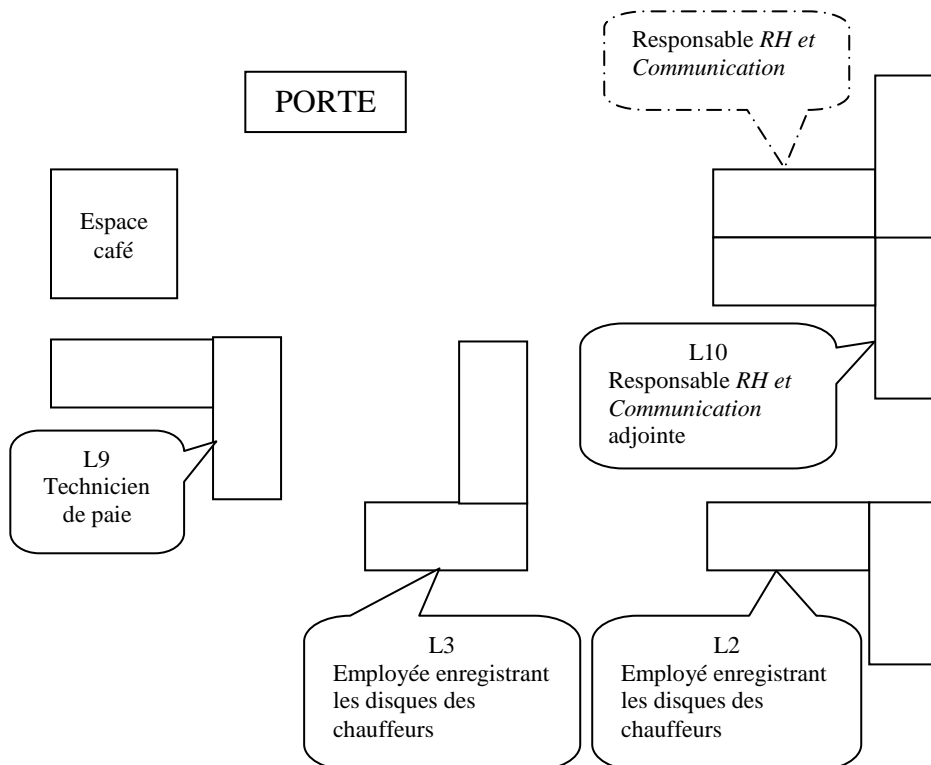 Responsable RH et
Communication
PORTE
Espace
café
L10
Responsable RH et
Communication
adjointe
L9
Technicien
de paie
L3
Employée enregistrant
les disques des
chauffeurs
L2
Employé enregistrant
les disques des
chauffeurs